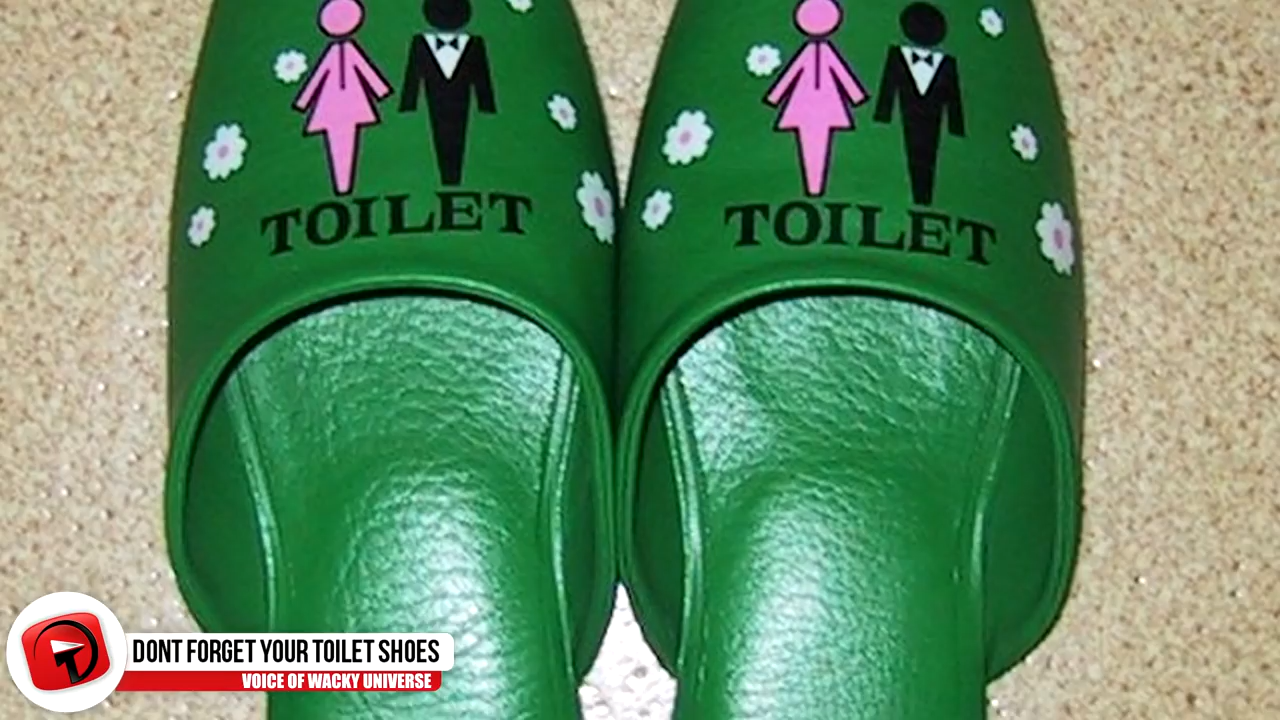 TOILET
TOILET
DONT FORGET YOUR TOILET SHOES
VOICE OF WACKY UNIVERSE